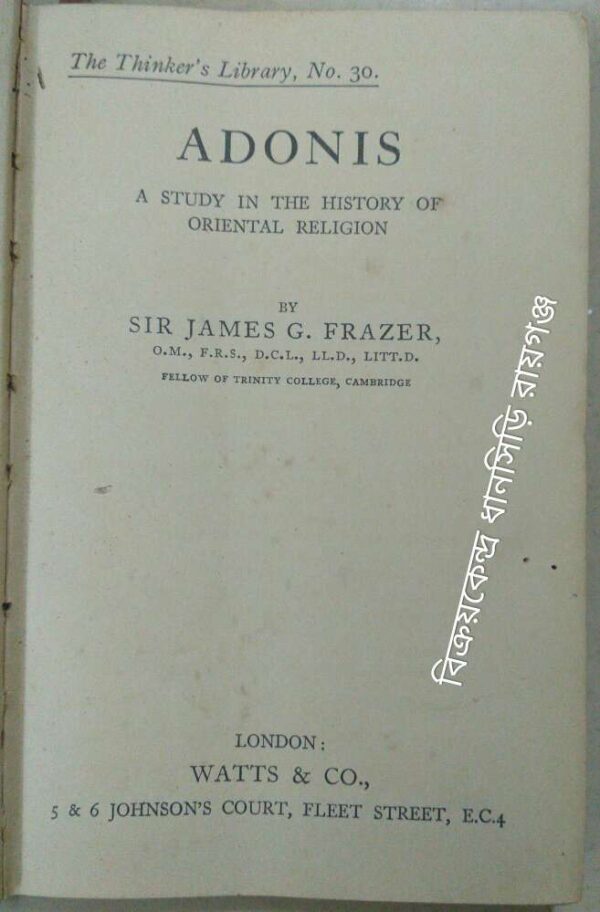 The Thinker's Library, No. 30.
ADONIS
A STUDY IN THE HISTORY OF
ORIENTAL RELIGION
BY
SIR JAMES G. FRAZER,
O.M., F.R.S., D.C.L., LL.D., LITT.D.
FELLOW OF TRINITY COLLEGE, CAMBRIDGE
বিক্রয়কেন্দ্র ধানসিড়ি রায়গঞ্জ
LONDON:
WATTS & CO.,
5 & 6 JOHNSON'S COURT, FLEET STREET, E.C.4